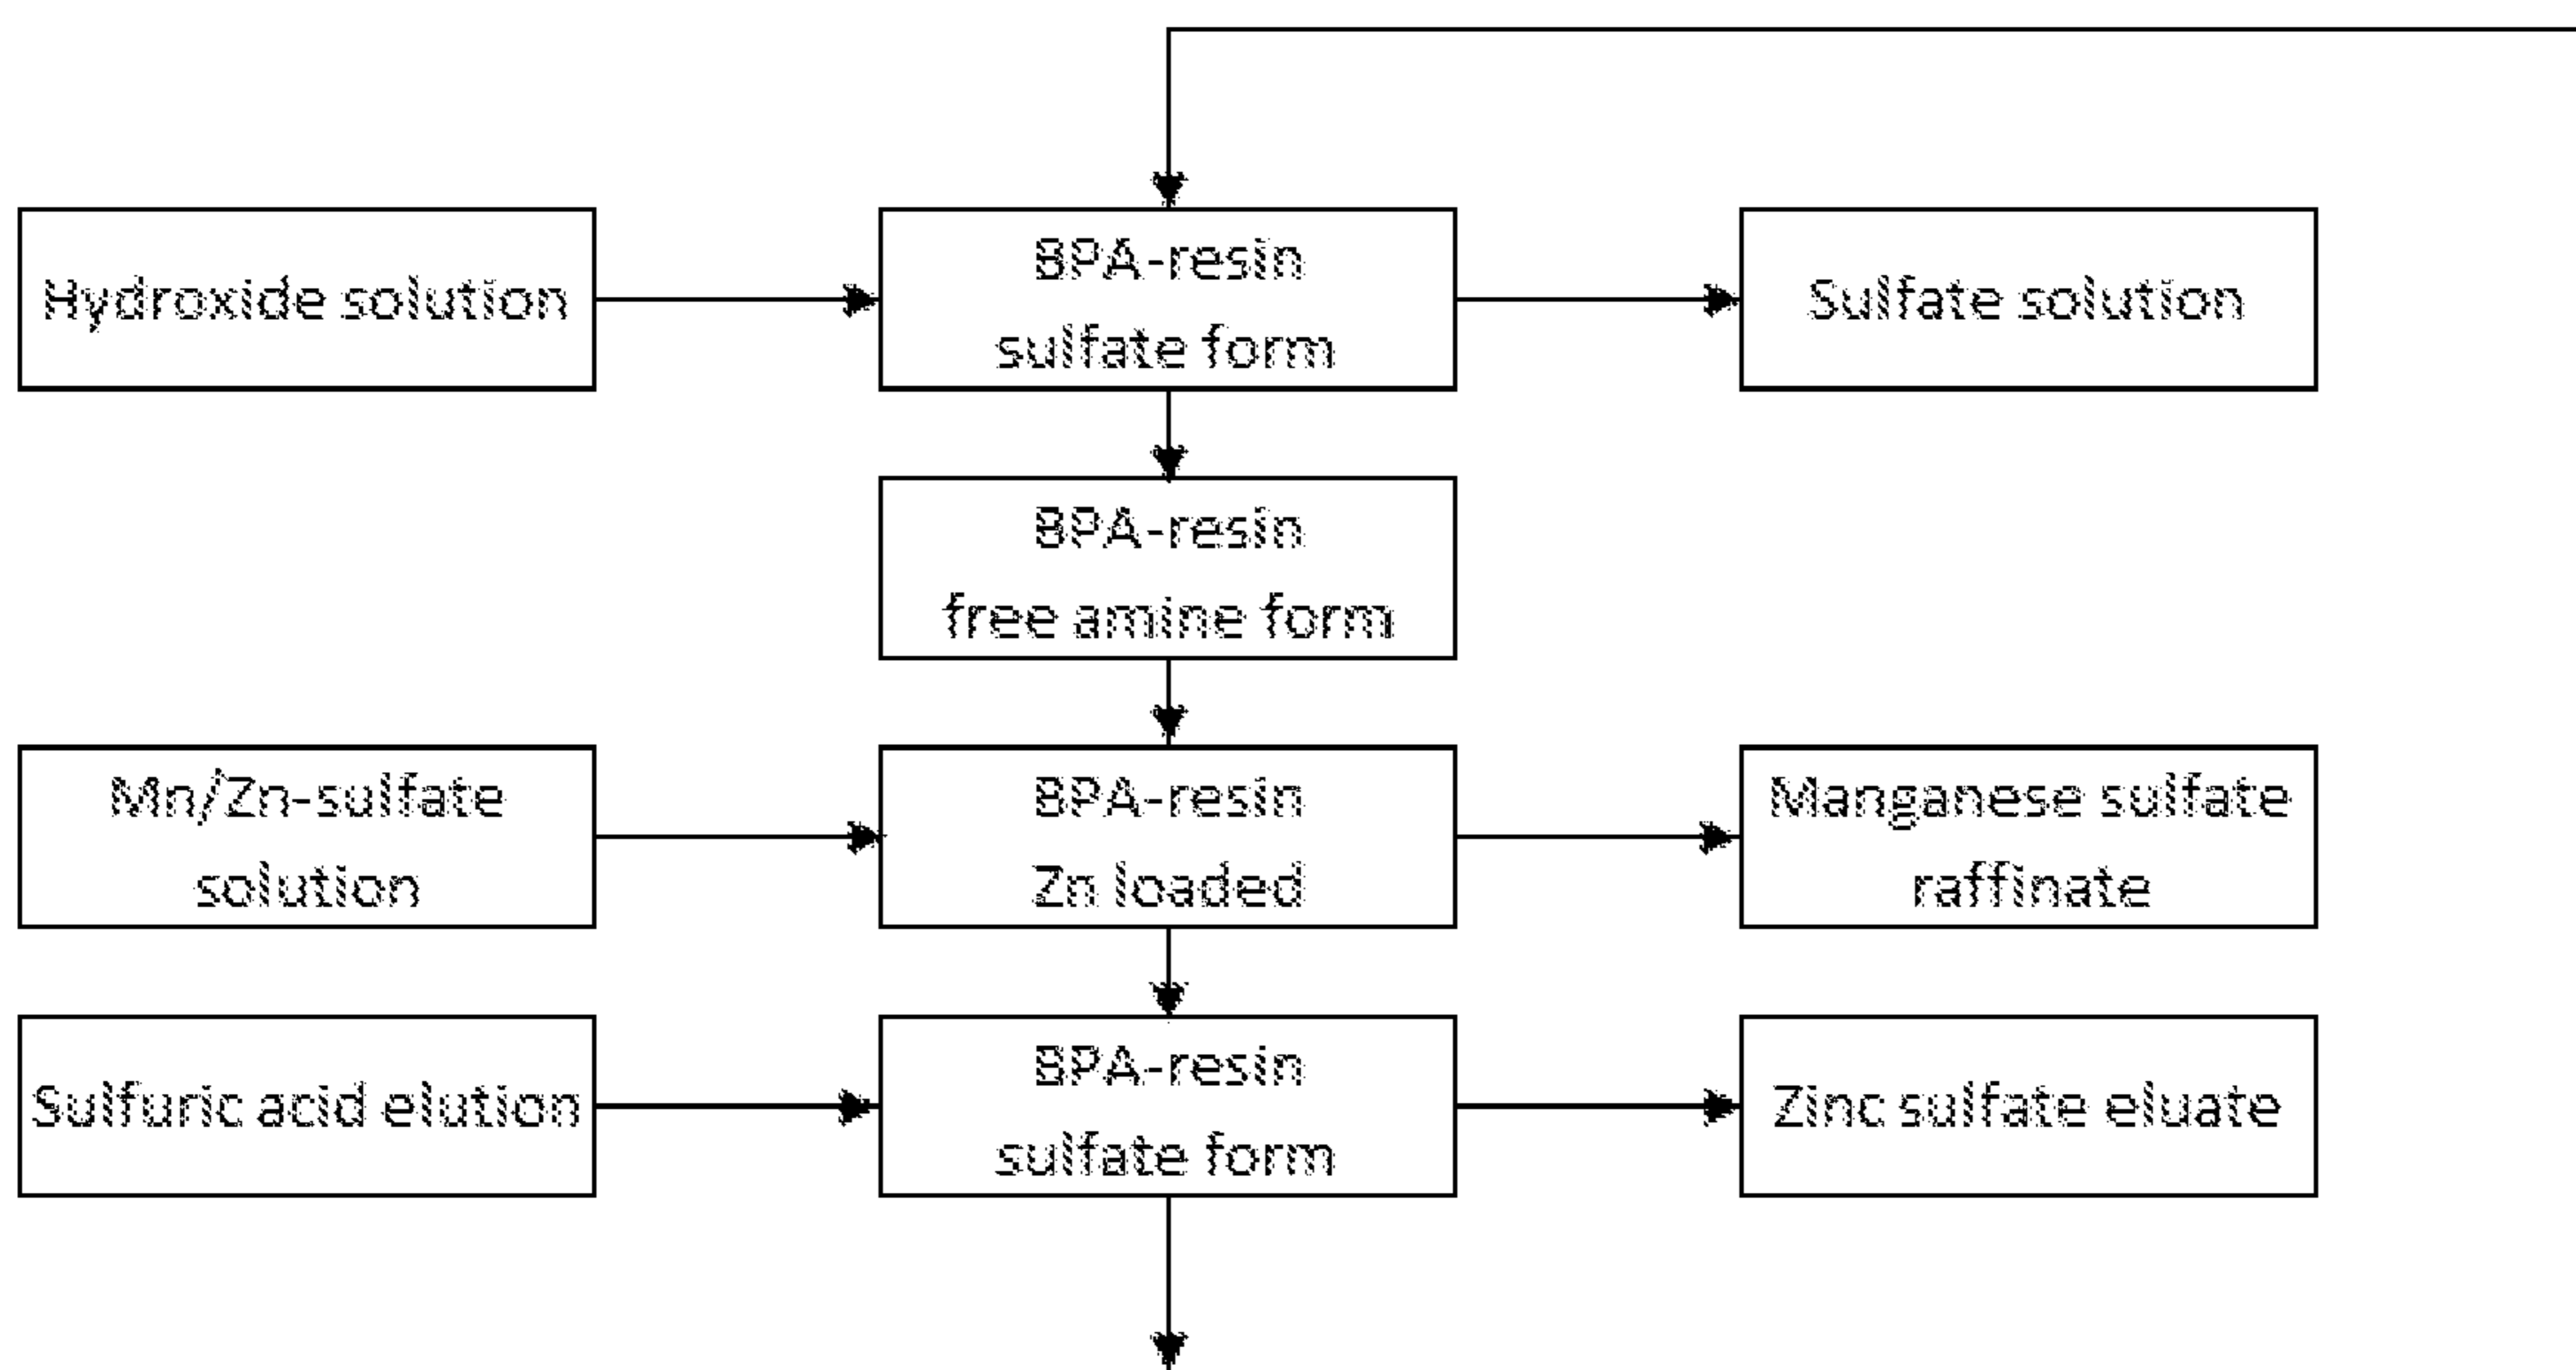 Hydroxide solution
BPA-resin
sulfate form
Sulfate solution
BPA-resin
free amine form
Mn/Zn-sulfate
solution
BPA-resin
Zn loaded
Manganese sulfate
raffinate
Sulfuric acid elution
BPA-resin
sulfate form
Zinc sulfate eluate